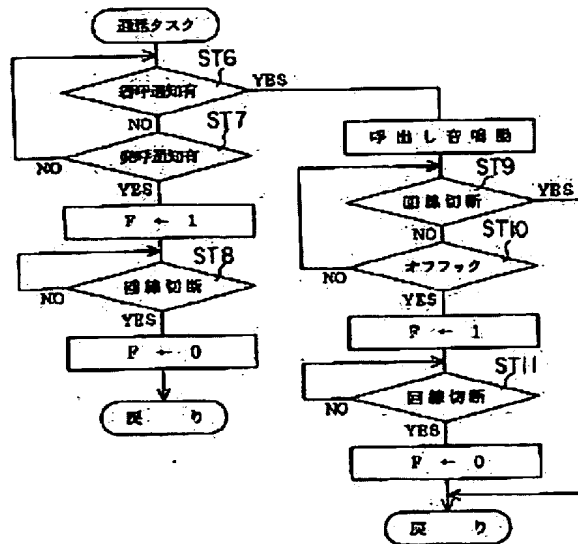 通話タスク
ST6
着呼通知有
YES
NO
ST7
発呼通知有
NO
YES
F ← 1
ST8
回線切断
NO
YES
F ← 0
戻 り
呼出し音鳴動
ST9
回線切断
YES
NO
ST10
オフフック
NO
YES
F ← 1
ST11
回線切断
NO
YES
F ← 0
戻 り